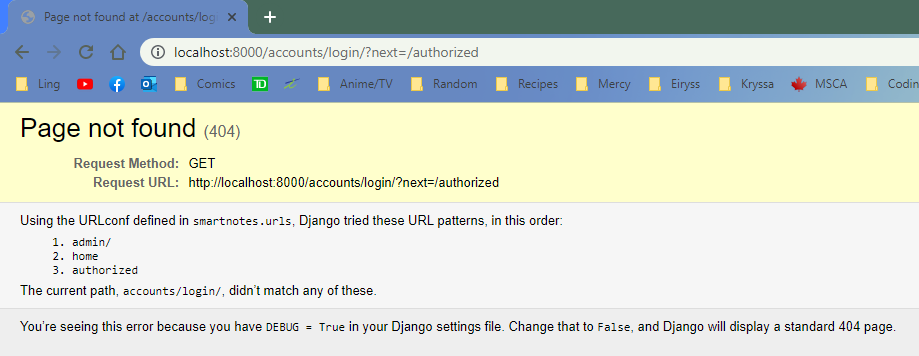 Page not found at /accounts/log
localhost:8000/accounts/login/?next=/authorized
Ling Comics TD Anime/TV Random Recipes Mercy Eiryss Kryssa MSCA Codin
Page not found (404)
Request Method: GET
Request URL: http://localhost:8000/accounts/login/?next=/authorized
Using the URLconf defined in smartnotes.urls, Django tried these URL patterns, in this order:
1. admin/
2. home
3. authorized
The current path, accounts/login/, didn't match any of these.
You're seeing this error because you have DEBUG = True in your Django settings file. Change that to False, and Django will display a standard 404 page.